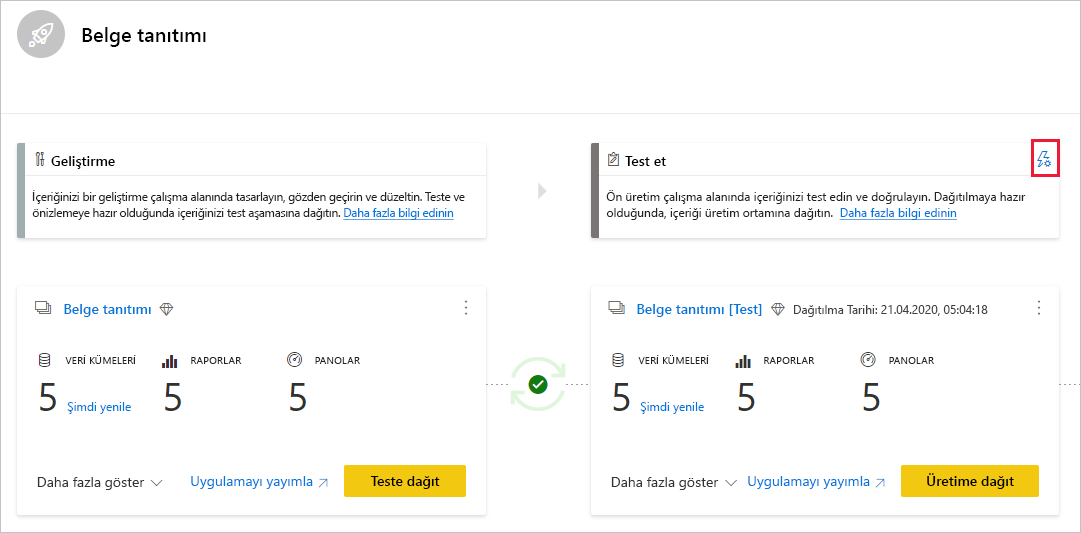 Belge tanıtımı
Geliştirme
İçeriğinizi bir geliştirme çalışma alanında tasarlayın, gözden geçirin ve düzeltin. Teste ve
önizlemeye hazır olduğunda içeriğinizi test aşamasına dağıtın. Daha fazla bilgi edinin
Test et
Ön üretim çalışma alanında içeriğinizi test edin ve doğrulayın. Dağıtılmaya hazır
olduğunda, içeriği üretim ortamına dağıtın. Daha fazla bilgi edinin
Belge tanıtımı
VERİ KÜMELERİ RAPORLAR PANOLAR
5 Şimdi yenile 5 5
Daha fazla göster Uygulamayı yayımla Teste dağıt
Belge tanıtımı [Test] Dağıtılma Tarihi: 21.04.2020, 05:04:18
VERİ KÜMELERİ RAPORLAR PANOLAR
5 Şimdi yenile 5 5
Daha fazla göster Uygulamayı yayımla Üretime dağıt